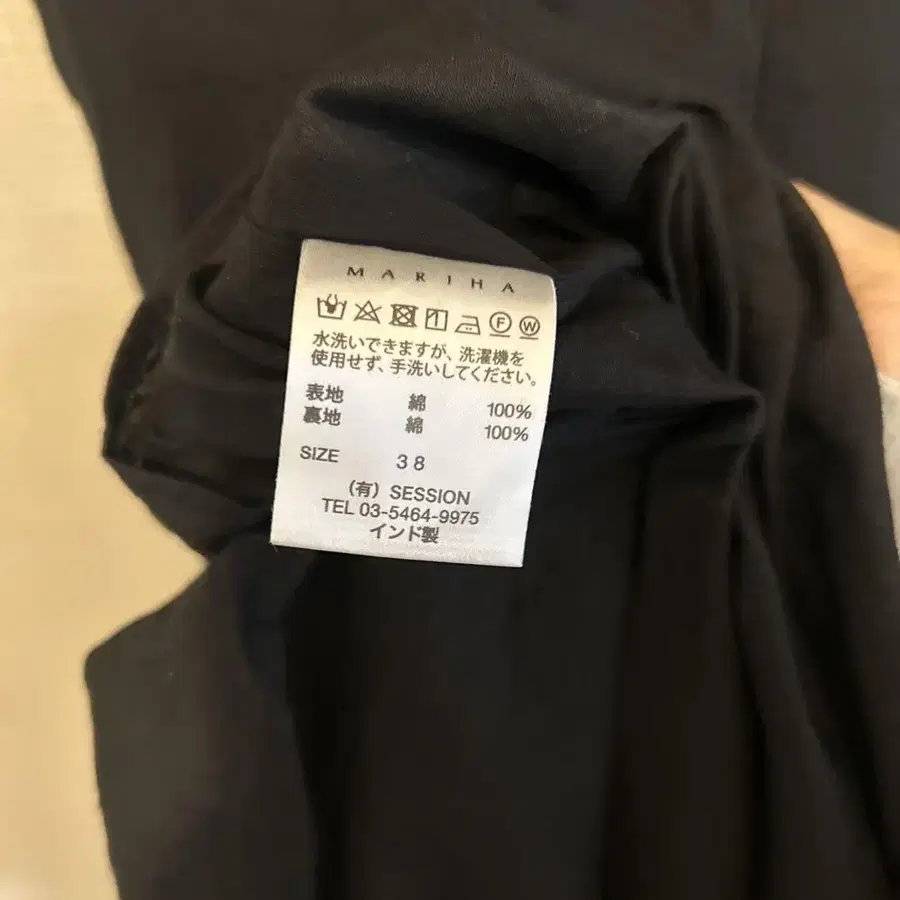 MARIHA
水洗いできますが、洗濯機を
使用せず、手洗いしてください。
表地 綿 100%
裏地 綿 100%
SIZE 38
(有) SESSION
TEL 03-5464-9975
インド製